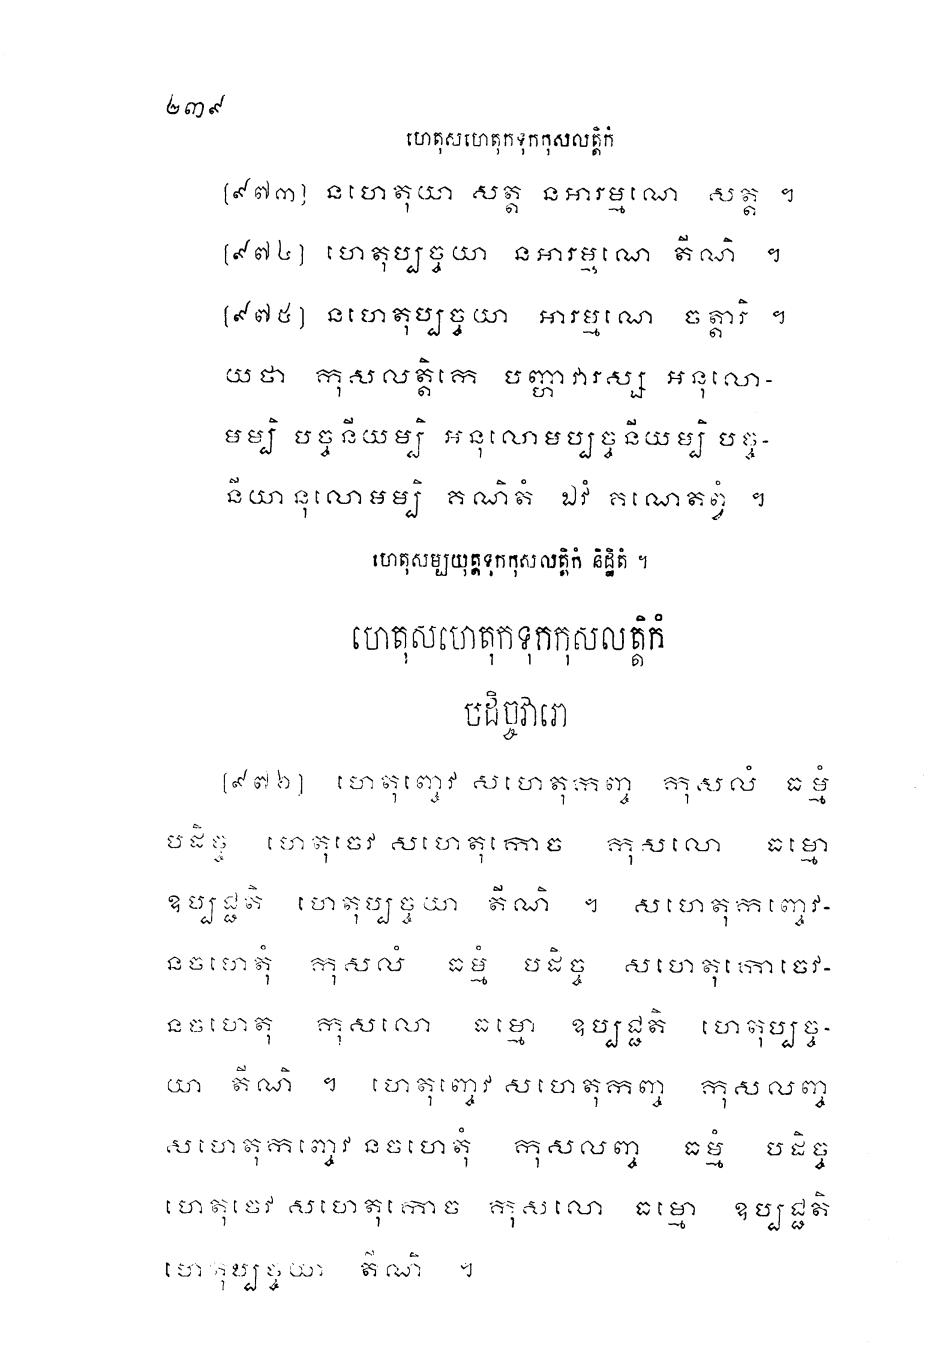 ២៣៩
ហេតុសហេតុកទុកកុសលត្តិកំ
[៩៧៣] នហេតុយា សត្ត នអារម្មណេ សត្ត ។
[៩៧៤] ហេតុប្បច្ចយា នអារម្មណេ តីណិ ។
[៩៧៥] នហេតុប្បច្ចយា អារម្មណេ ចត្តារិ ។
យថា កុសលត្តិកេ បញ្ហាវារស្ស អនុលោ-
មម្បិ បច្ចនីយម្បិ អនុលោមប្បច្ចនីយម្បិ បច្ច-
នីយានុលោមម្បិ គណិតំ ឯវំ គណេតព្វំ ។
ហេតុសម្បយុត្តទុកកុសលត្តិកំ និដ្ឋិតំ ។
ហេតុសហេតុកទុកកុសលត្តិកំ
បដិច្ចវារោ
[៩៧៦] ហេតុញ្ចេវ សហេតុកញ្ច កុសលំ ធម្មំ
បដិច្ច ហេតុចេវ សហេតុកោច កុសលោ ធម្មោ
ឧប្បជ្ជតិ ហេតុប្បច្ចយា តីណិ ។ សហេតុកញ្ចេវ-
នចហេតុំ កុសលំ ធម្មំ បដិច្ច សហេតុកោចេវ-
នចហេតុ កុសលោ ធម្មោ ឧប្បជ្ជតិ ហេតុប្បច្ច-
យា តីណិ ។ ហេតុញ្ចេវ សហេតុកញ្ច កុសលញ្ច
សហេតុកញ្ចេវ នចហេតុំ កុសលញ្ច ធម្មំ បដិច្ច
ហេតុចេវ សហេតុកោច កុសលោ ធម្មោ ឧប្បជ្ជតិ
ហេតុប្បច្ចយា តីណិ ។